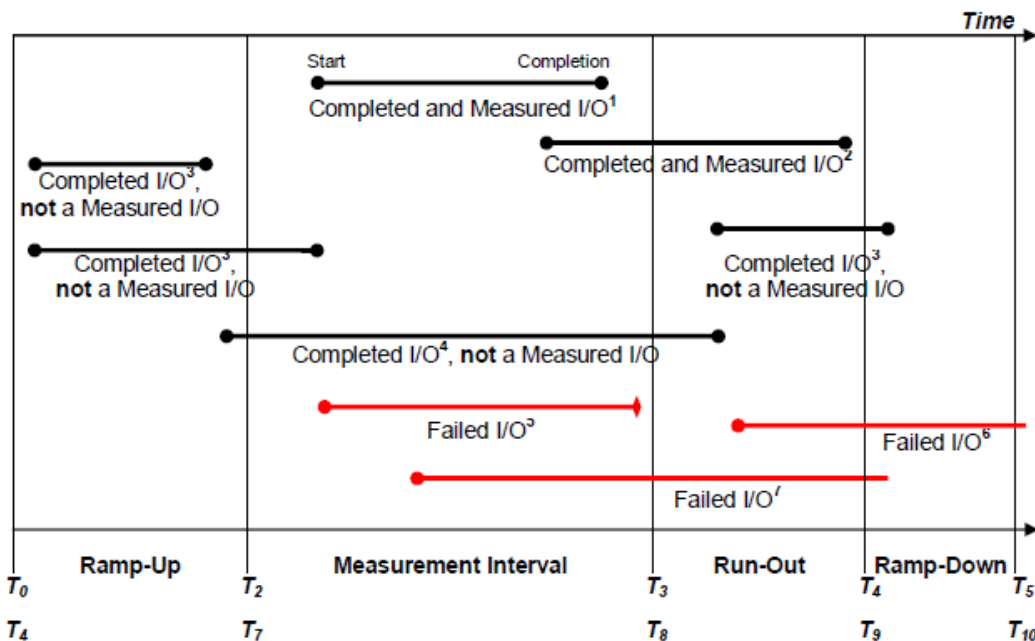 Time
Start Completion
Completed and Measured I/O1
Completed and Measured I/O2
Completed I/O3,
not a Measured I/O
Completed I/O3,
not a Measured I/O
Completed I/O3,
not a Measured I/O
Completed I/O4, not a Measured I/O
Failed I/O5
Failed I/O6
Failed I/O7
Ramp-Up Measurement Interval Run-Out Ramp-Down
T0 T2 T3 T4 T5
T4 T7 T8 T9 T10